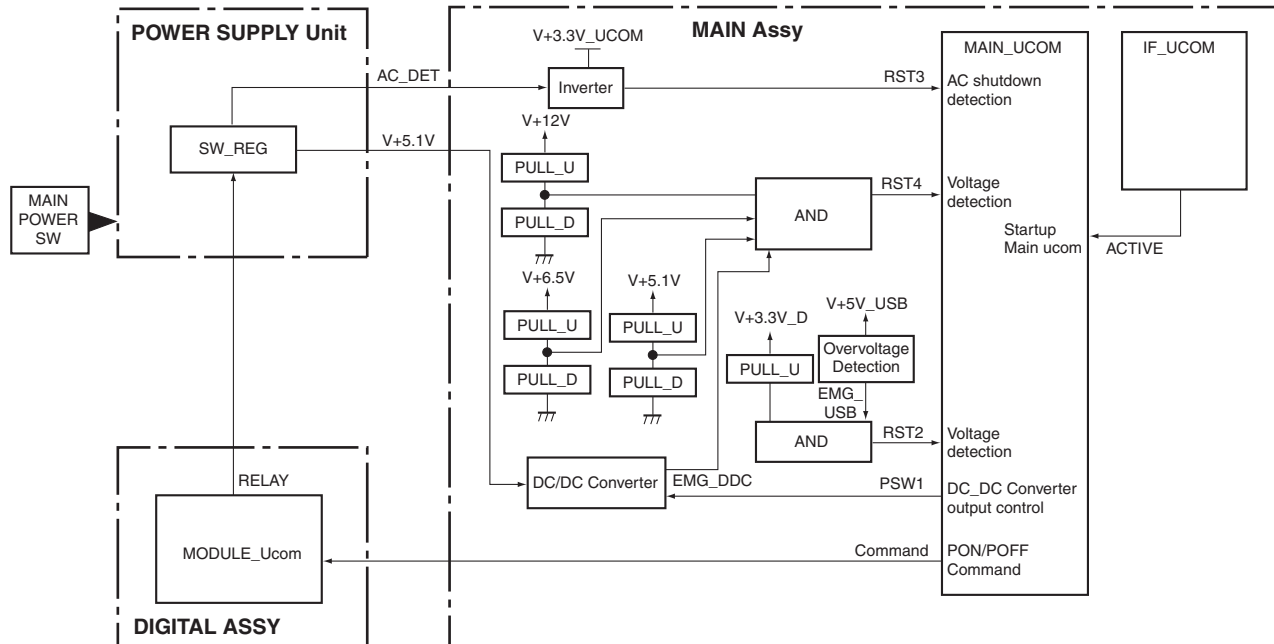 POWER SUPPLY Unit
MAIN Assy
V+3.3V_UCOM
MAIN_UCOM
IF_UCOM
AC_DET
Inverter
RST3
AC shutdown
detection
V+12V
SW_REG
V+5.1V
PULL_U
MAIN
POWER
SW
PULL_D
AND
RST4
Voltage
detection
Startup
Main ucom
ACTIVE
V+6.5V
V+5.1V
PULL_U
PULL_U
PULL_D
PULL_D
V+3.3V_D
V+5V_USB
PULL_U
Overvoltage
Detection
EMG_
USB
AND
RST2
Voltage
detection
RELAY
DC/DC Converter
EMG_DDC
PSW1
DC_DC Converter
output control
MODULE_Ucom
Command
PON/POFF
Command
DIGITAL ASSY